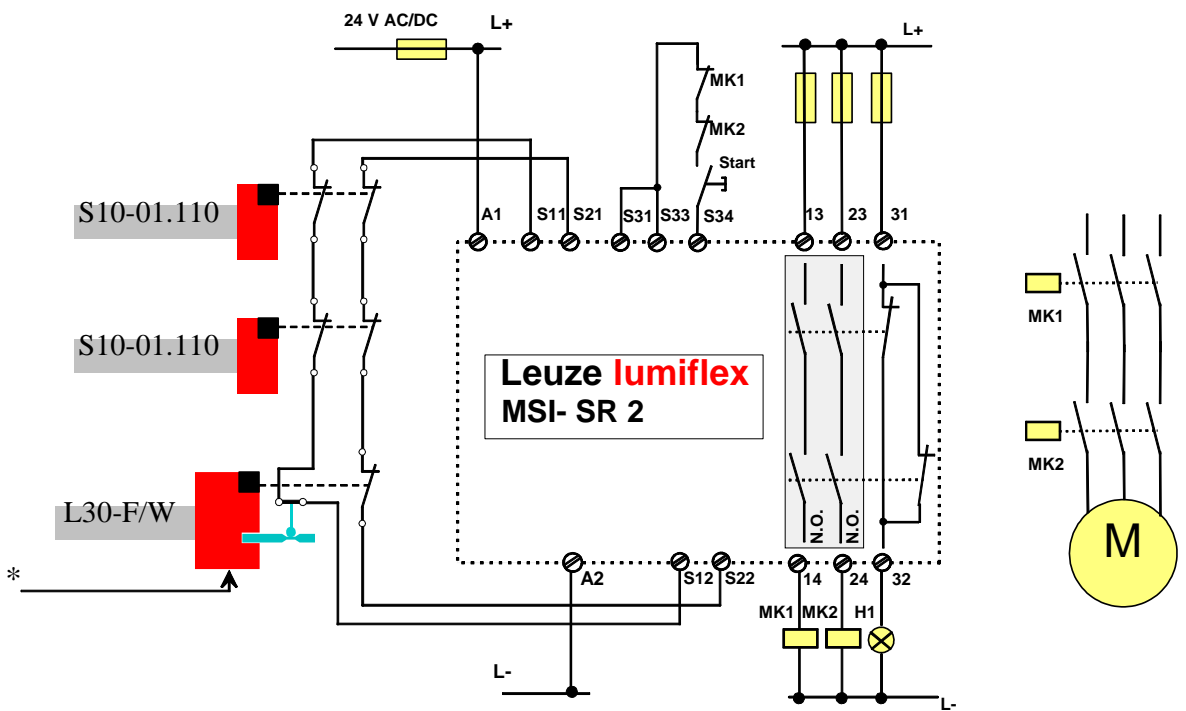 24 V AC/DC
L+
L+
MK1
MK2
Start
S10-01.110
A1
S11
S21
S31
S33
S34
13
23
31
MK1
S10-01.110
Leuze lumiflex
MSI- SR 2
MK2
L30-F/W
N.O.
N.O.
M
*
A2
S12
S22
14
24
32
MK1
MK2
H1
L-
L-